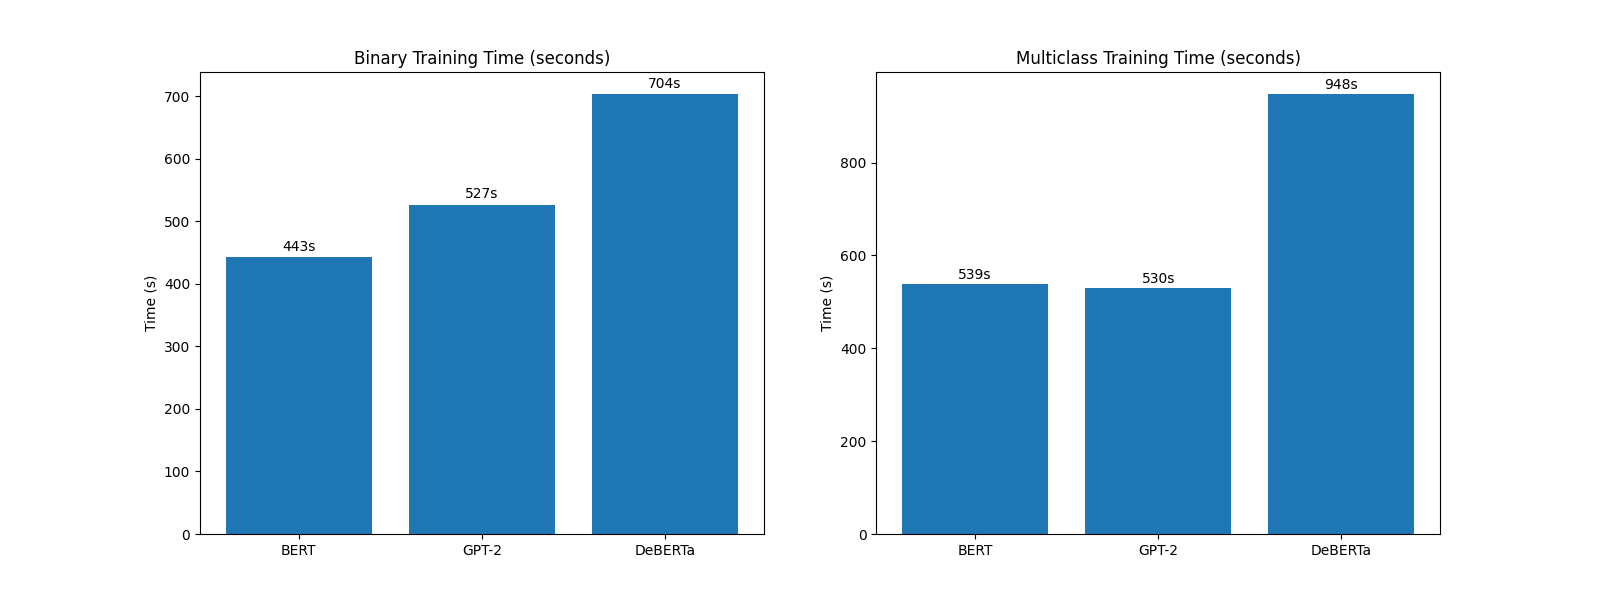 Binary Training Time (seconds)
Time (s)
700
600
500
400
300
200
100
0
443s
527s
704s
BERT
GPT-2
DeBERTa
Multiclass Training Time (seconds)
Time (s)
800
600
400
200
0
539s
530s
948s
BERT
GPT-2
DeBERTa